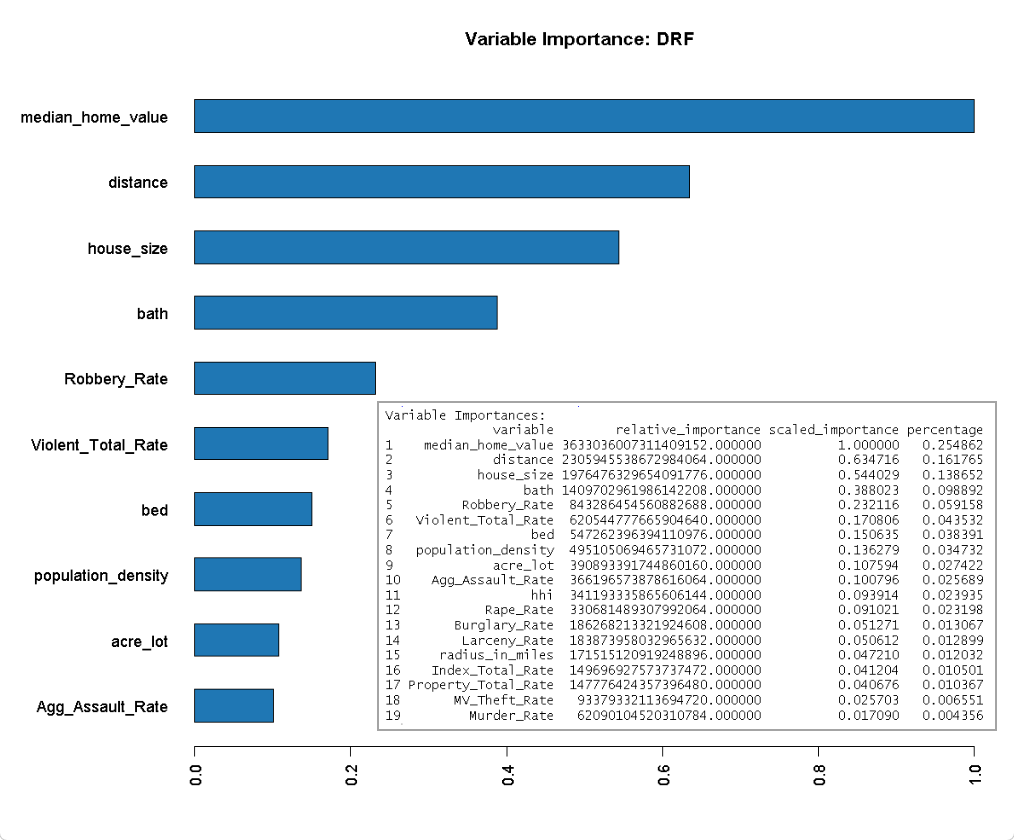 Variable Importance: DRF
median_home_value
distance
house_size
bath
Robbery_Rate
Violent_Total_Rate
bed
population_density
acre_lot
Agg_Assault_Rate
Variable Importances:
variable relative_importance scaled_importance percentage
1 median_home_value 3633036007311409152.000000 1.000000 0.254862
2 distance 2305945538672984064.000000 0.634716 0.161765
3 house_size 1976476329654091776.000000 0.544029 0.138652
4 bath 1409702961986142208.000000 0.388023 0.098892
5 Robbery_Rate 843286454560882688.000000 0.232116 0.059158
6 Violent_Total_Rate 620544777665904640.000000 0.170806 0.043532
7 bed 547262396394110976.000000 0.150635 0.038391
8 population_density 495105069465731072.000000 0.136279 0.034732
9 acre_lot 390893391744860160.000000 0.107594 0.027422
10 Agg_Assault_Rate 366196573878616064.000000 0.100796 0.025689
11 hhi 341193335865606144.000000 0.093914 0.023935
12 Rape_Rate 330681489307992064.000000 0.091021 0.023198
13 Burglary_Rate 186268213321924608.000000 0.051271 0.013067
14 Larceny_Rate 183873958032965632.000000 0.050612 0.012899
15 radius_in_miles 171515120919248896.000000 0.047210 0.012032
16 Index_Total_Rate 149696927573737472.000000 0.041204 0.010501
17 Property_Total_Rate 147776424357396480.000000 0.040676 0.010367
18 MV_Theft_Rate 93379332113694720.000000 0.025703 0.006551
19 Murder_Rate 62090104520310784.000000 0.017090 0.004356
0.0 0.2 0.4 0.6 0.8 1.0